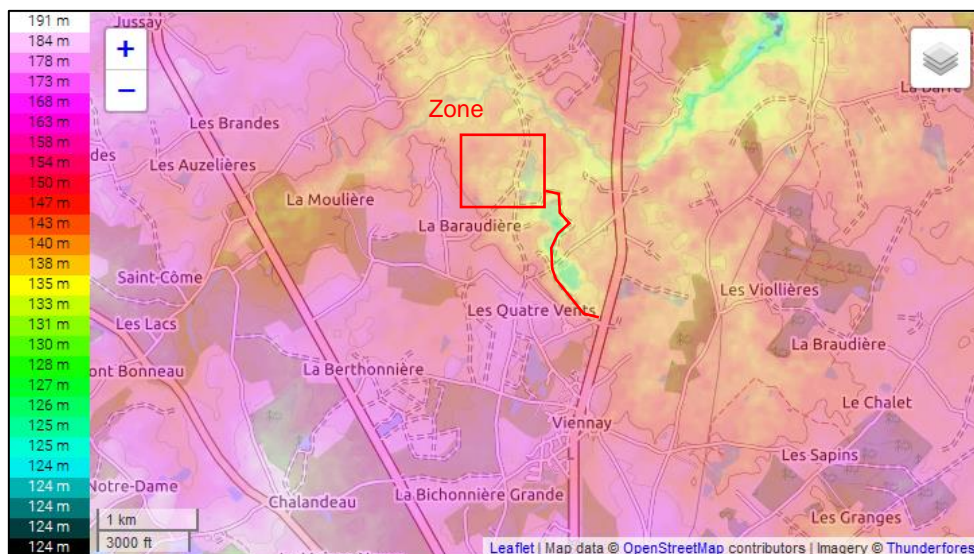 191 m
184 m
178 m
173 m
168 m
163 m
158 m
154 m
150 m
147 m
143 m
140 m
138 m
135 m
133 m
131 m
130 m
128 m
127 m
126 m
125 m
125 m
124 m
124 m
124 m
124 m
124 m
+
−
Jussay
Zone
La Barre
Les Brandes
des
Les Auzelières
La Moulière
La Baraudière
Saint-Côme
Les Viollières
Les Quatre Vents
Les Lacs
La Braudière
ont Bonneau
La Berthonnière
Le Chalet
Viennay
Les Sapins
Notre-Dame
La Bichonnière Grande
Chalandeau
Les Granges
1 km
3000 ft
Leaflet | Map data © OpenStreetMap contributors | Imagery © Thunderfores